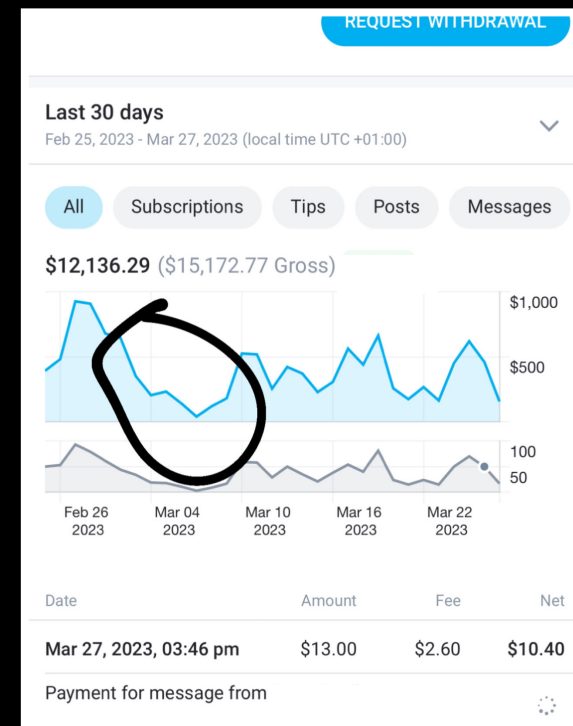 REQUEST WITHDRAWAL
Last 30 days
Feb 25, 2023 - Mar 27, 2023 (local time UTC +01:00)
All Subscriptions Tips Posts Messages
$12,136.29 ($15,172.77 Gross)
$1,000
$500
100
50
Feb 26 Mar 04 Mar 10 Mar 16 Mar 22
2023 2023 2023 2023 2023
Date Amount Fee Net
Mar 27, 2023, 03:46 pm $13.00 $2.60 $10.40
Payment for message from